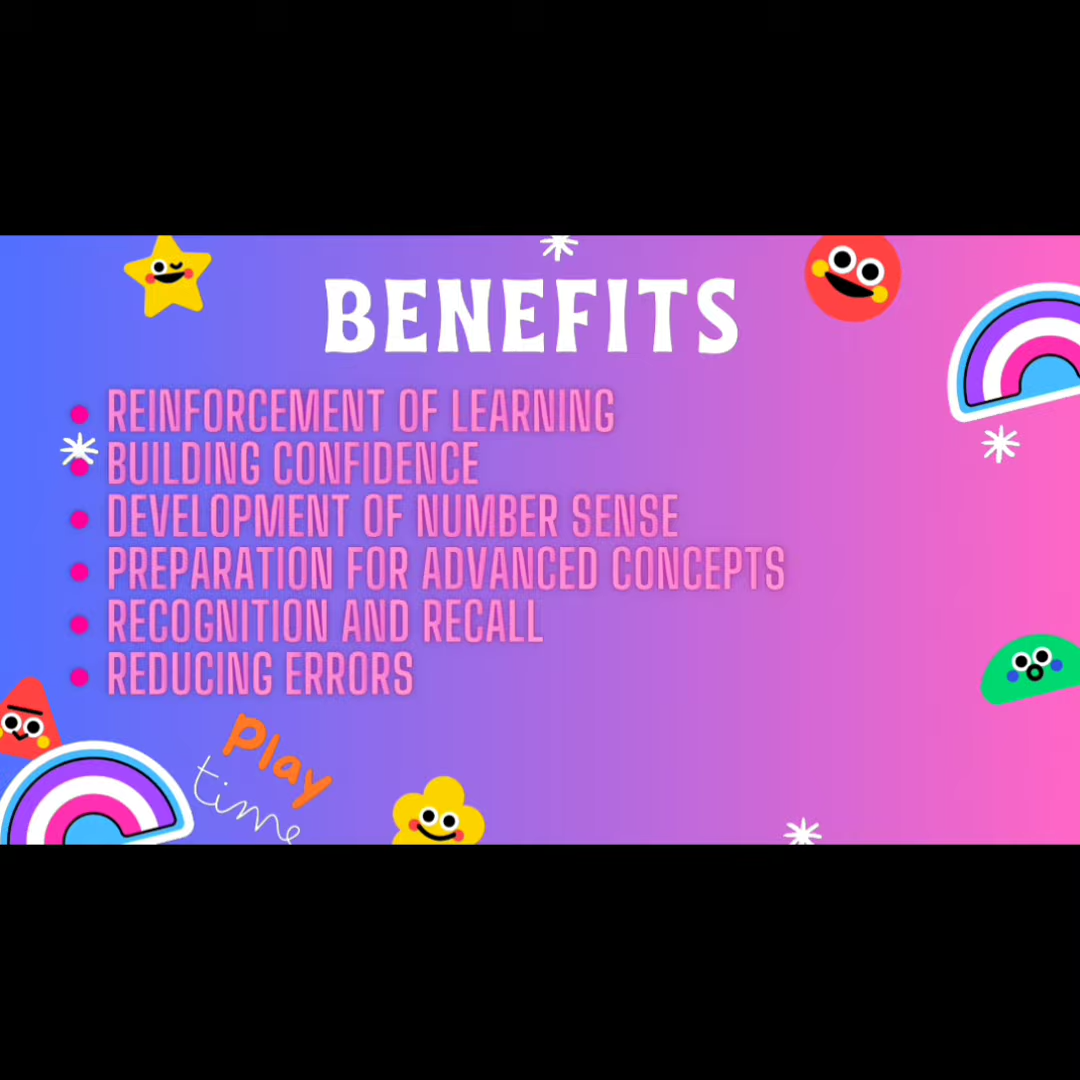 BENEFITS
REINFORCEMENT OF LEARNING
BUILDING CONFIDENCE
DEVELOPMENT OF NUMBER SENSE
PREPARATION FOR ADVANCED CONCEPTS
RECOGNITION AND RECALL
REDUCING ERRORS
Play
time